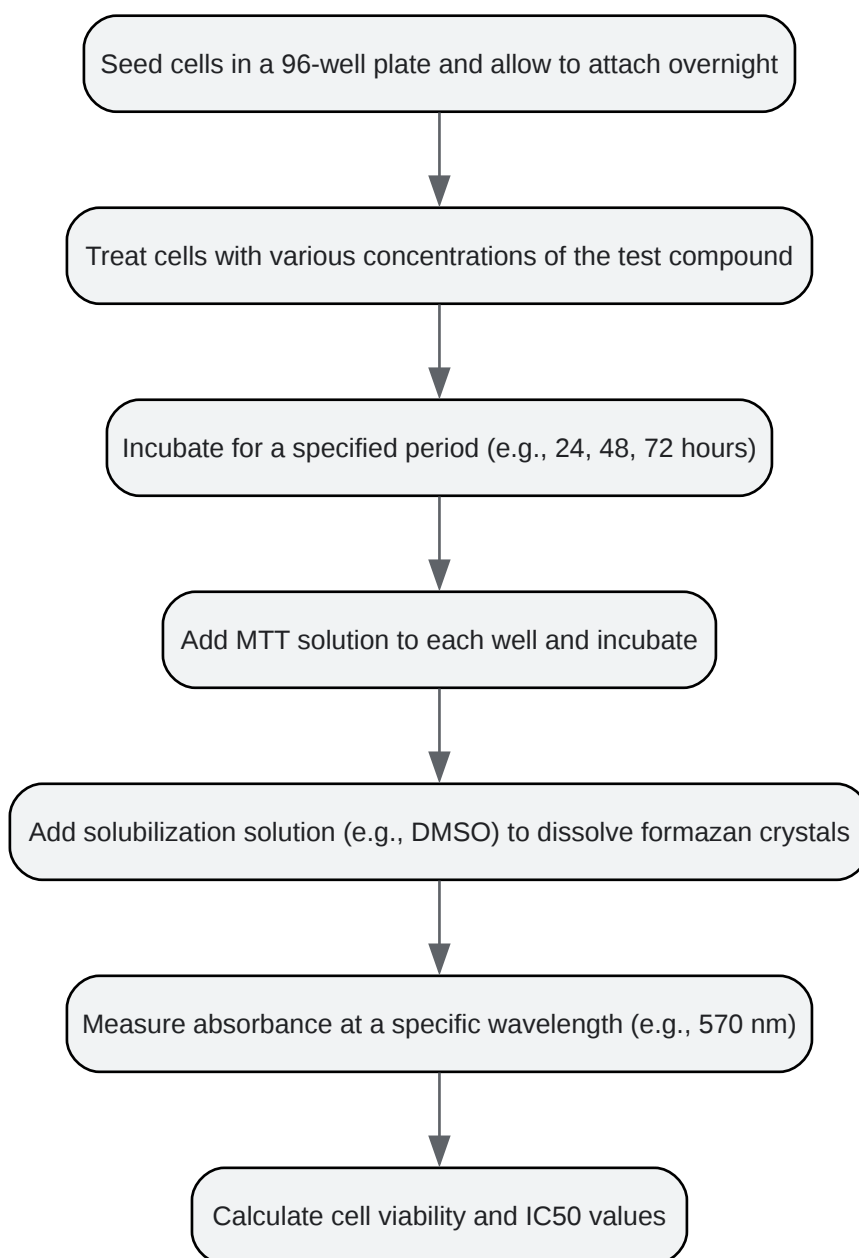 Seed cells in a 96-well plate and allow to attach overnight
Treat cells with various concentrations of the test compound
Incubate for a specified period (e.g., 24, 48, 72 hours)
Add MTT solution to each well and incubate
Add solubilization solution (e.g., DMSO) to dissolve formazan crystals
Measure absorbance at a specific wavelength (e.g., 570 nm)
Calculate cell viability and IC50 values